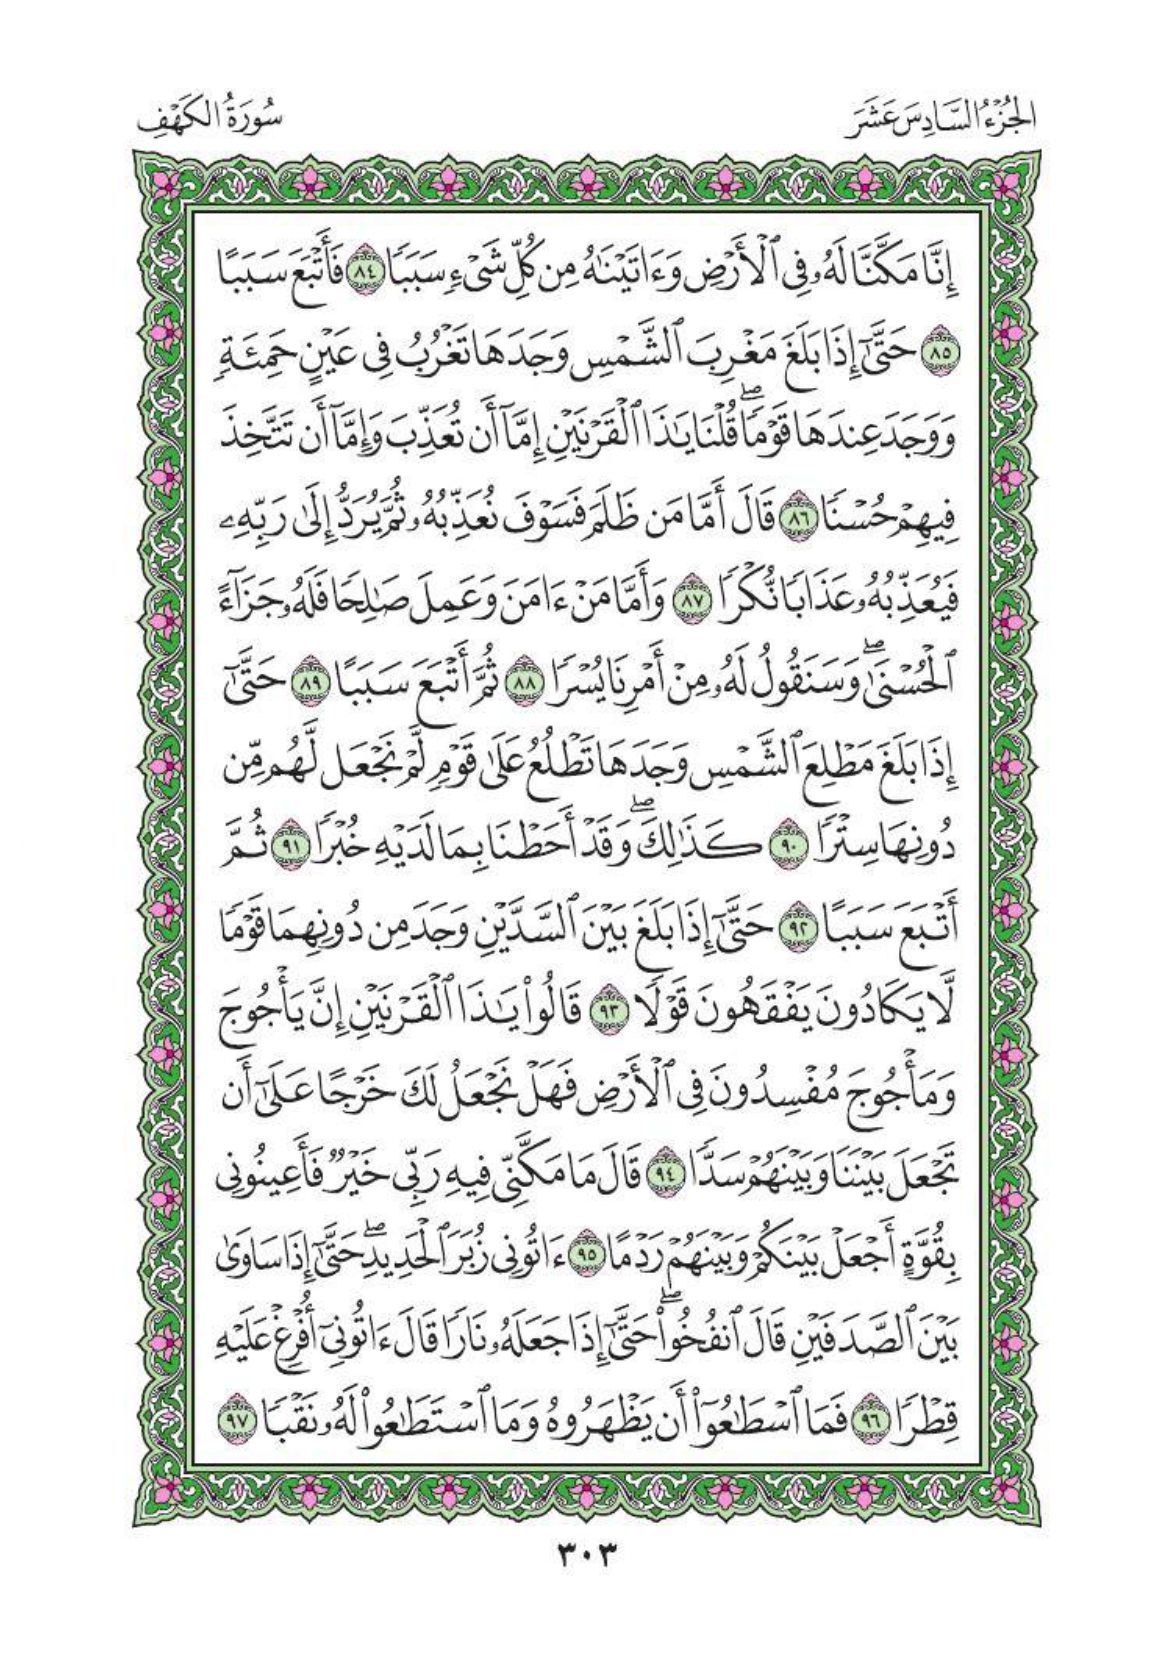 الجُزْءُ السَّادِسَ عَشَرَ
سُورَةُ الكَهْفِ
إِنَّا مَكَّنَّا لَهُۥ فِى ٱلْأَرْضِ وَءَاتَيْنَٰهُ مِن كُلِّ شَىْءٍ سَبَبًا ٨٤ فَأَتْبَعَ سَبَبًا
٨٥ حَتَّىٰٓ إِذَا بَلَغَ مَغْرِبَ ٱلشَّمْسِ وَجَدَهَا تَغْرُبُ فِى عَيْنٍ حَمِئَةٍ
وَوَجَدَ عِندَهَا قَوْمًا ۖ قُلْنَا يَٰذَا ٱلْقَرْنَيْنِ إِمَّآ أَن تُعَذِّبَ وَإِمَّآ أَن تَتَّخِذَ
فِيهِمْ حُسْنًا ٨٦ قَالَ أَمَّا مَن ظَلَمَ فَسَوْفَ نُعَذِّبُهُۥ ثُمَّ يُرَدُّ إِلَىٰ رَبِّهِۦ
فَيُعَذِّبُهُۥ عَذَابًا نُّكْرًا ٨٧ وَأَمَّا مَنْ ءَامَنَ وَعَمِلَ صَٰلِحًا فَلَهُۥ جَزَآءً
ٱلْحُسْنَىٰ ۖ وَسَنَقُولُ لَهُۥ مِنْ أَمْرِنَا يُسْرًا ٨٨ ثُمَّ أَتْبَعَ سَبَبًا ٨٩ حَتَّىٰٓ
إِذَا بَلَغَ مَطْلِعَ ٱلشَّمْسِ وَجَدَهَا تَطْلُعُ عَلَىٰ قَوْمٍ لَّمْ نَجْعَل لَّهُم مِّن
دُونِهَا سِتْرًا ٩٠ كَذَٰلِكَ ۖ وَقَدْ أَحَطْنَا بِمَا لَدَيْهِ خُبْرًا ٩١ ثُمَّ
أَتْبَعَ سَبَبًا ٩٢ حَتَّىٰٓ إِذَا بَلَغَ بَيْنَ ٱلسَّدَّيْنِ وَجَدَ مِن دُونِهِمَا قَوْمًا
لَّا يَكَادُونَ يَفْقَهُونَ قَوْلًا ٩٣ قَالُوا۟ يَٰذَا ٱلْقَرْنَيْنِ إِنَّ يَأْجُوجَ
وَمَأْجُوجَ مُفْسِدُونَ فِى ٱلْأَرْضِ فَهَلْ نَجْعَلُ لَكَ خَرْجًا عَلَىٰٓ أَن
تَجْعَلَ بَيْنَنَا وَبَيْنَهُمْ سَدًّا ٩٤ قَالَ مَا مَكَّنِّى فِيهِ رَبِّى خَيْرٌ فَأَعِينُونِى
بِقُوَّةٍ أَجْعَلْ بَيْنَكُمْ وَبَيْنَهُمْ رَدْمًا ٩٥ ءَاتُونِى زُبَرَ ٱلْحَدِيدِ ۖ حَتَّىٰٓ إِذَا سَاوَىٰ
بَيْنَ ٱلصَّدَفَيْنِ قَالَ ٱنفُخُوا۟ ۖ حَتَّىٰٓ إِذَا جَعَلَهُۥ نَارًا قَالَ ءَاتُونِىٓ أُفْرِغْ عَلَيْهِ
قِطْرًا ٩٦ فَمَا ٱسْطَٰعُوٓا۟ أَن يَظْهَرُوهُ وَمَا ٱسْتَطَٰعُوا۟ لَهُۥ نَقْبًا ٩٧
٣٠٣